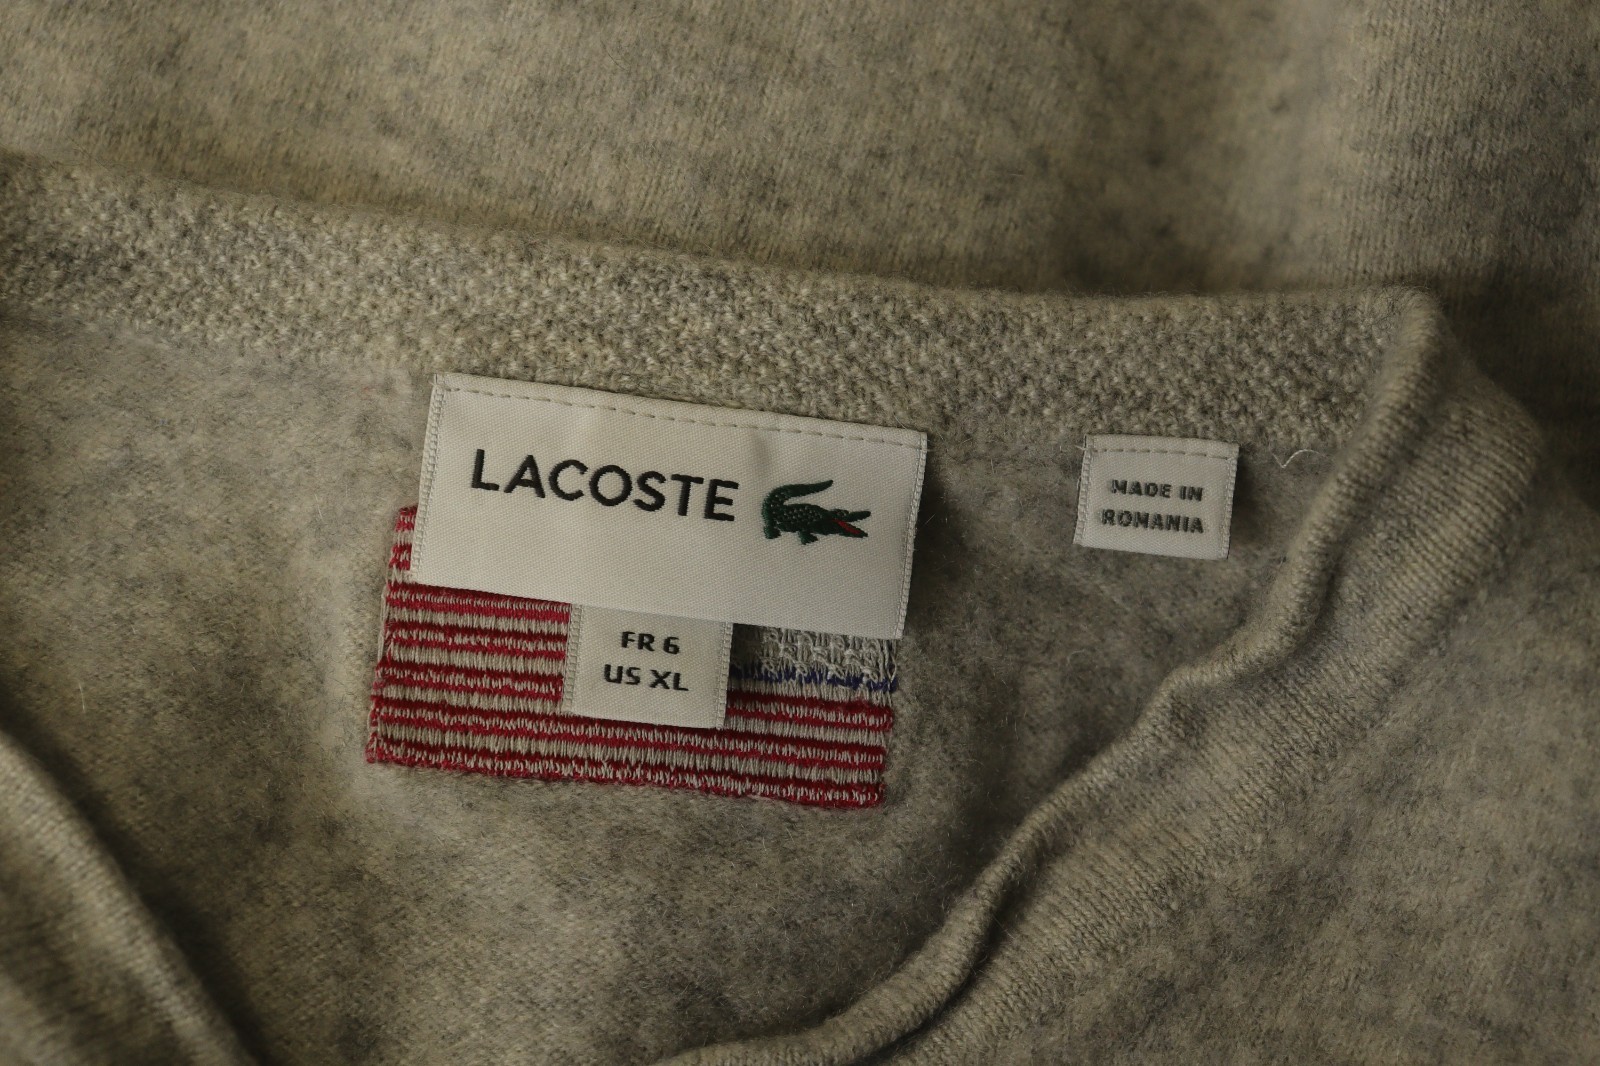 LACOSTE
MADE IN
ROMANIA
FR 6
US XL